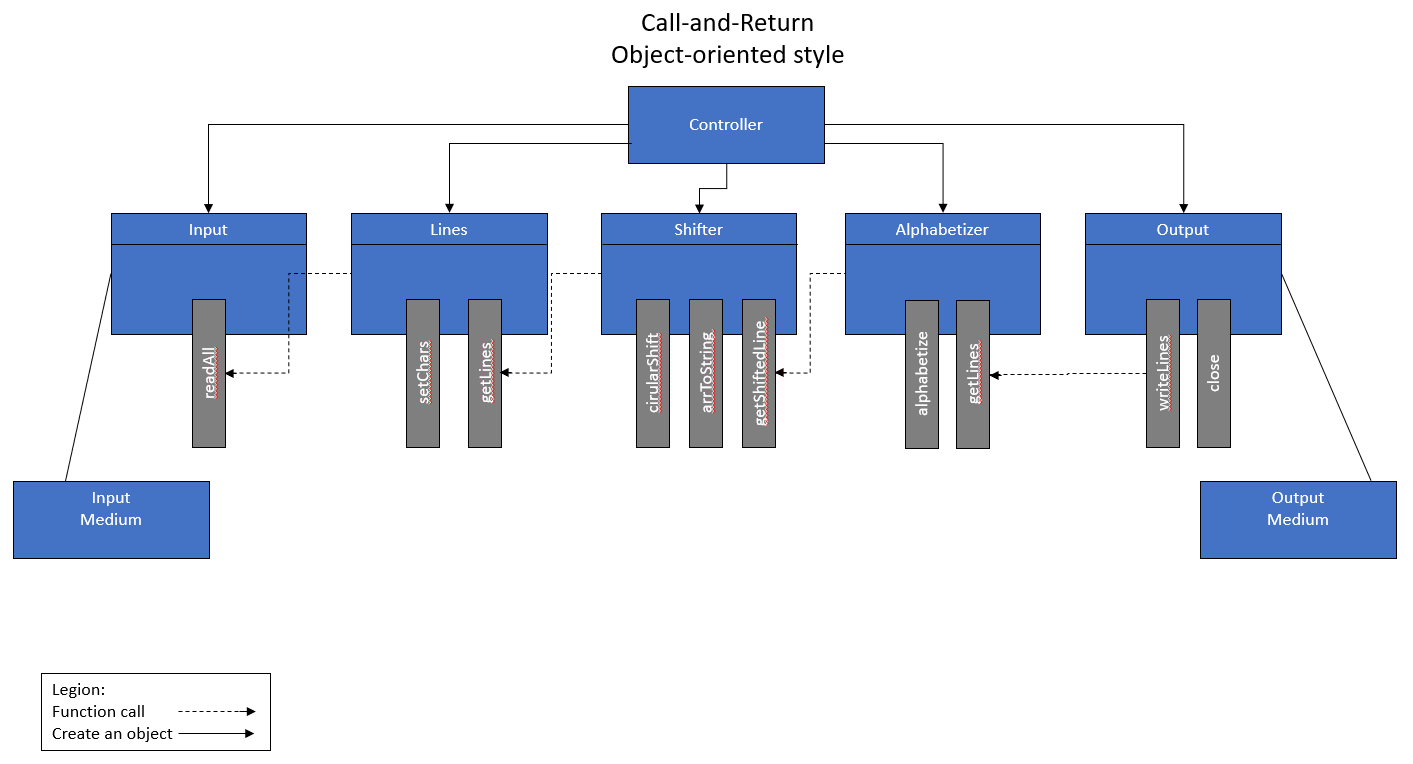 Call-and-Return
Object-oriented style
Controller
Input
Lines
Shifter
Alphabetizer
Output
readAll
setChars
getLines
cirularShift
arrToString
getShiftedLine
alphabetize
getLines
writeLines
close
Input
Medium
Output
Medium
Legion:
Function call
Create an object